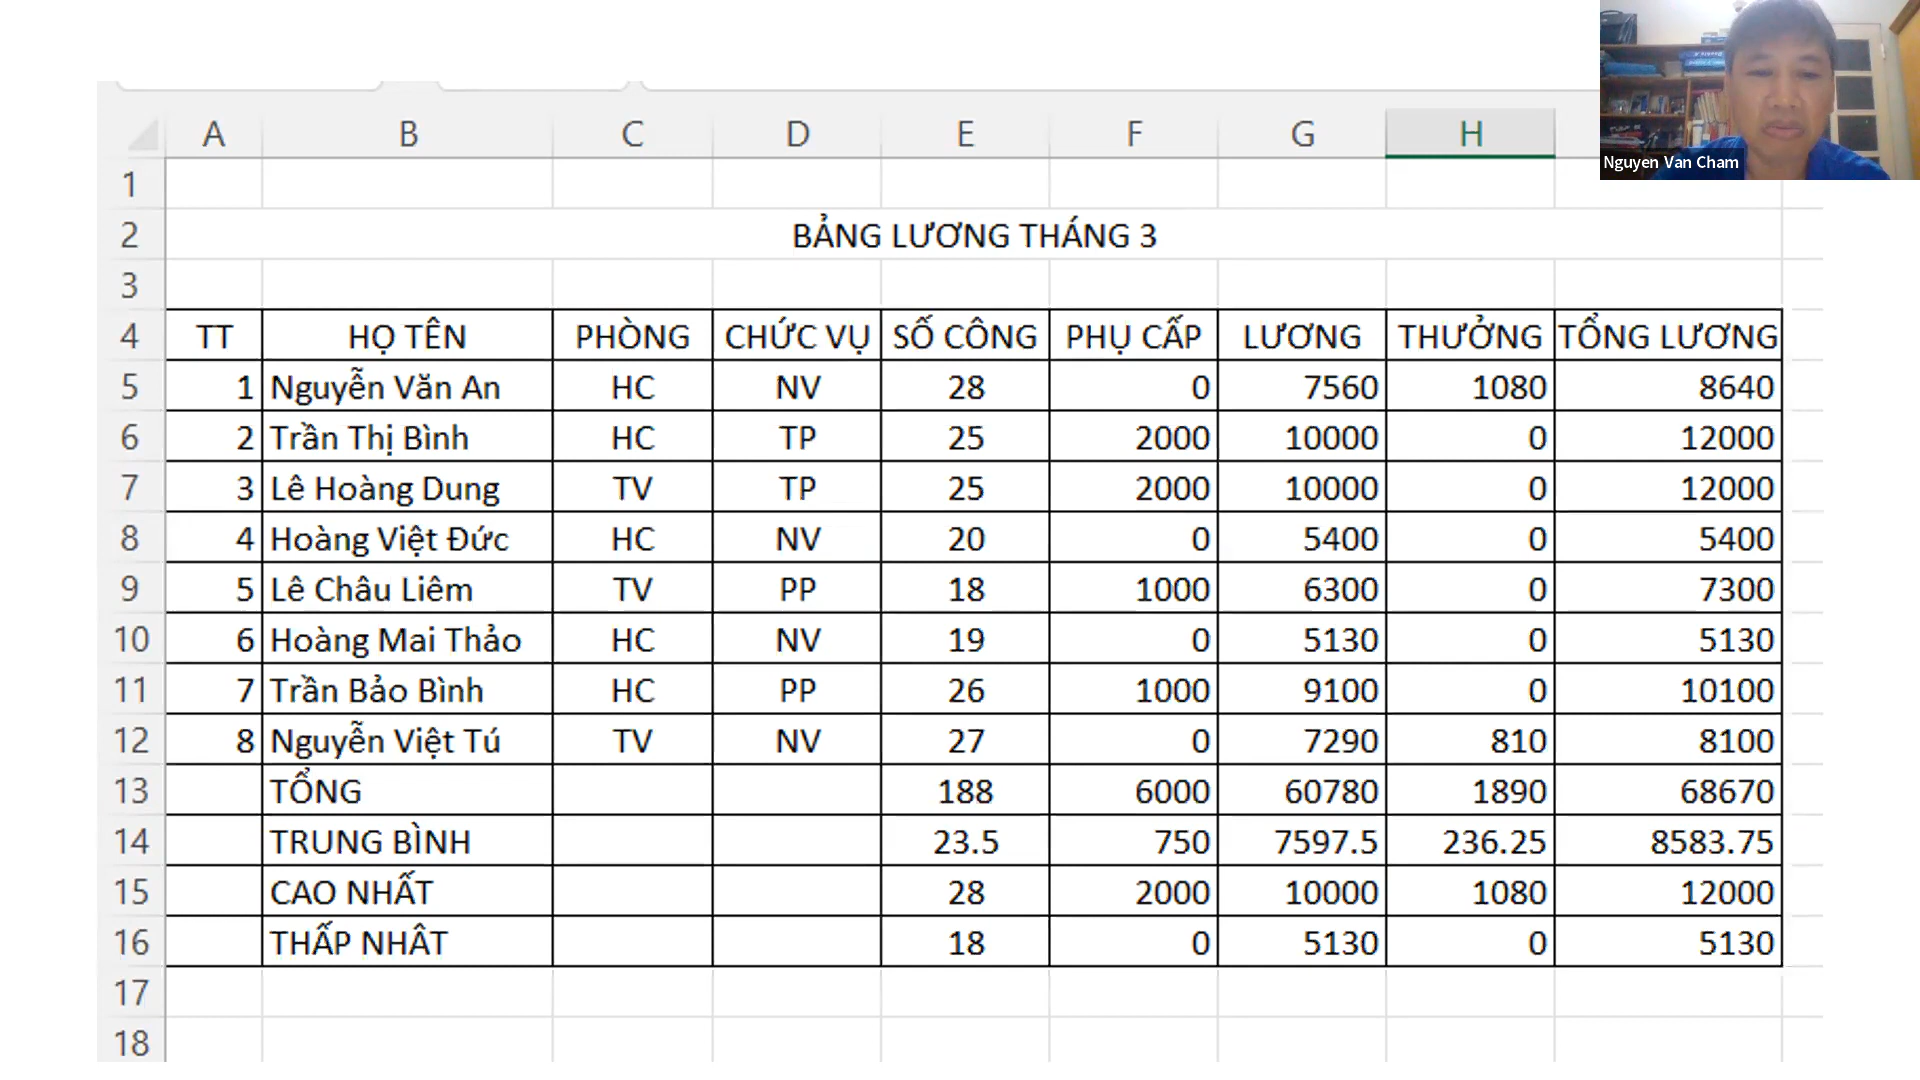 Nguyen Van Cham
A B C D E F G H
1
2 BẢNG LƯƠNG THÁNG 3
3
4 TT HỌ TÊN PHÒNG CHỨC VỤ SỐ CÔNG PHỤ CẤP LƯƠNG THƯỞNG TỔNG LƯƠNG
5 1 Nguyễn Văn An HC NV 28 0 7560 1080 8640
6 2 Trần Thị Bình HC TP 25 2000 10000 0 12000
7 3 Lê Hoàng Dung TV TP 25 2000 10000 0 12000
8 4 Hoàng Việt Đức HC NV 20 0 5400 0 5400
9 5 Lê Châu Liêm TV PP 18 1000 6300 0 7300
10 6 Hoàng Mai Thảo HC NV 19 0 5130 0 5130
11 7 Trần Bảo Bình HC PP 26 1000 9100 0 10100
12 8 Nguyễn Việt Tú TV NV 27 0 7290 810 8100
13 TỔNG 188 6000 60780 1890 68670
14 TRUNG BÌNH 23.5 750 7597.5 236.25 8583.75
15 CAO NHẤT 28 2000 10000 1080 12000
16 THẤP NHÂT 18 0 5130 0 5130
17
18